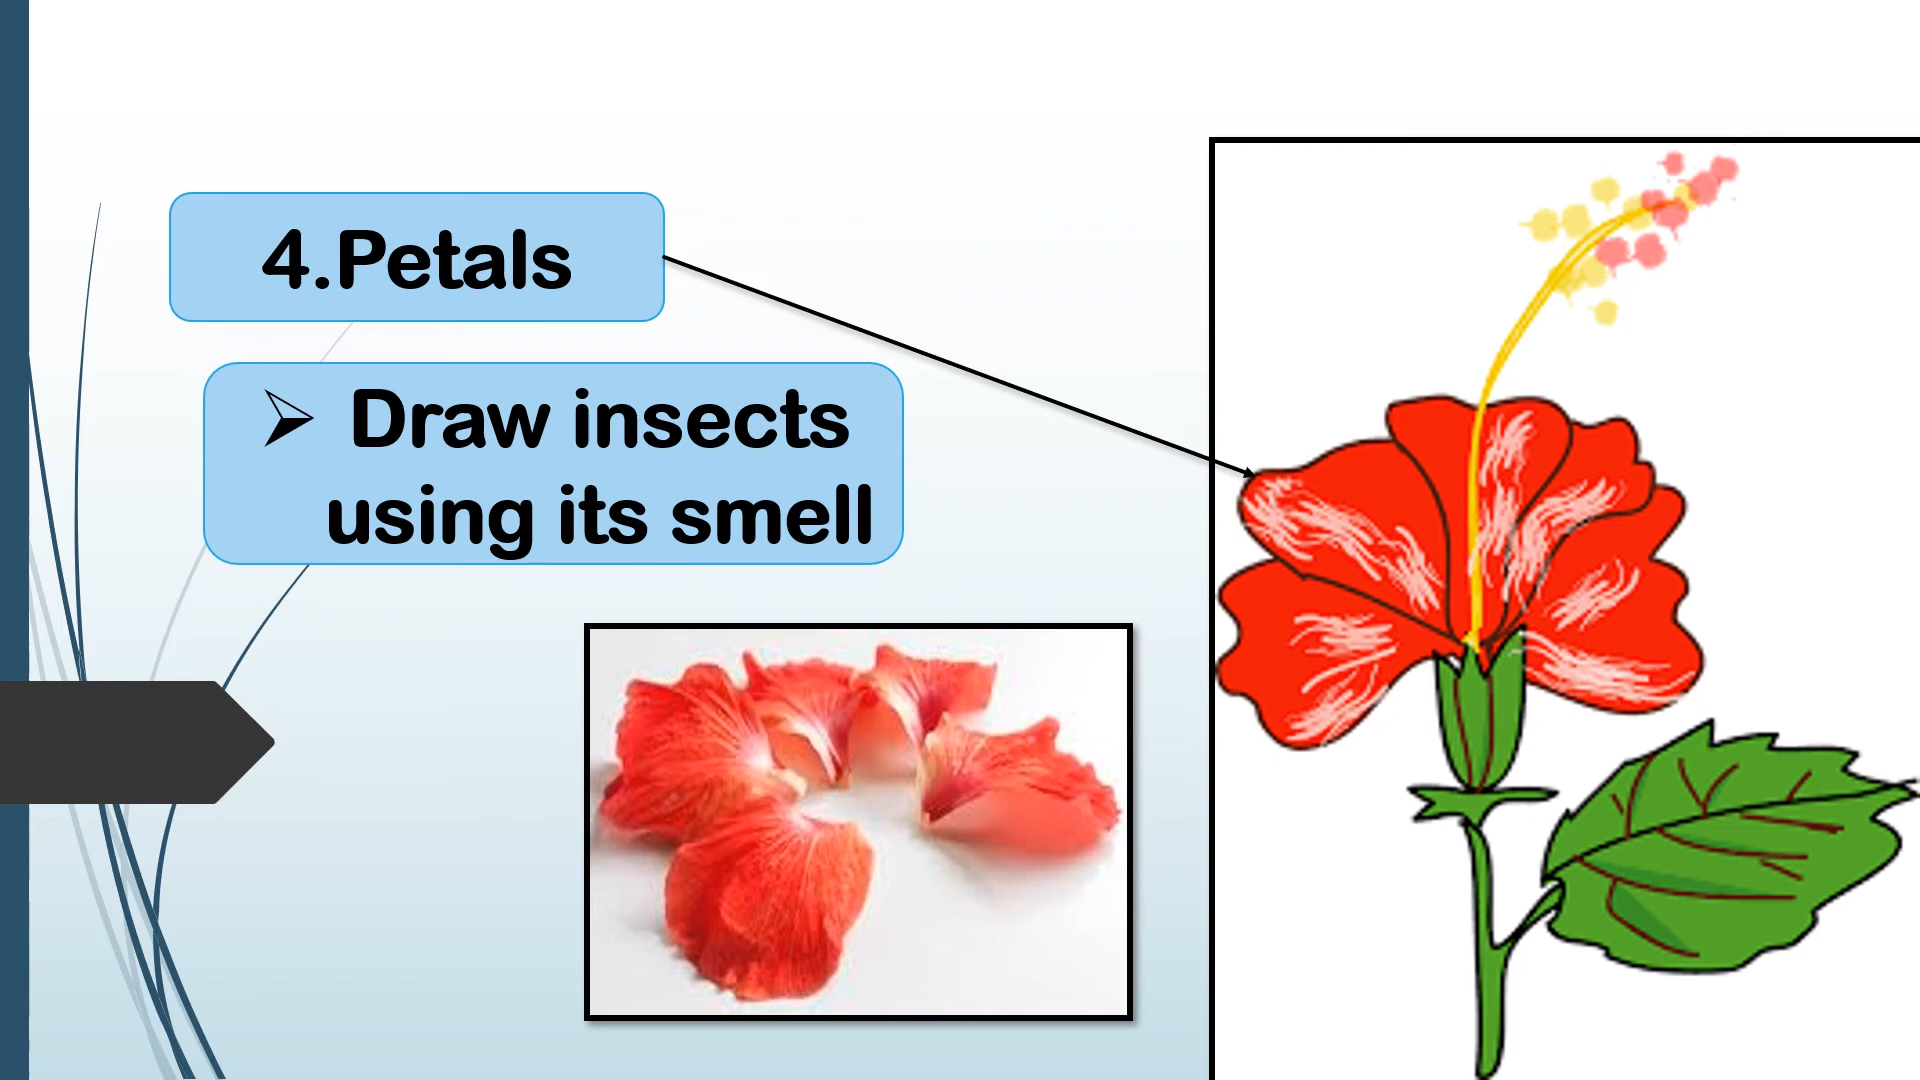 4.Petals
➢ Draw insects
using its smell